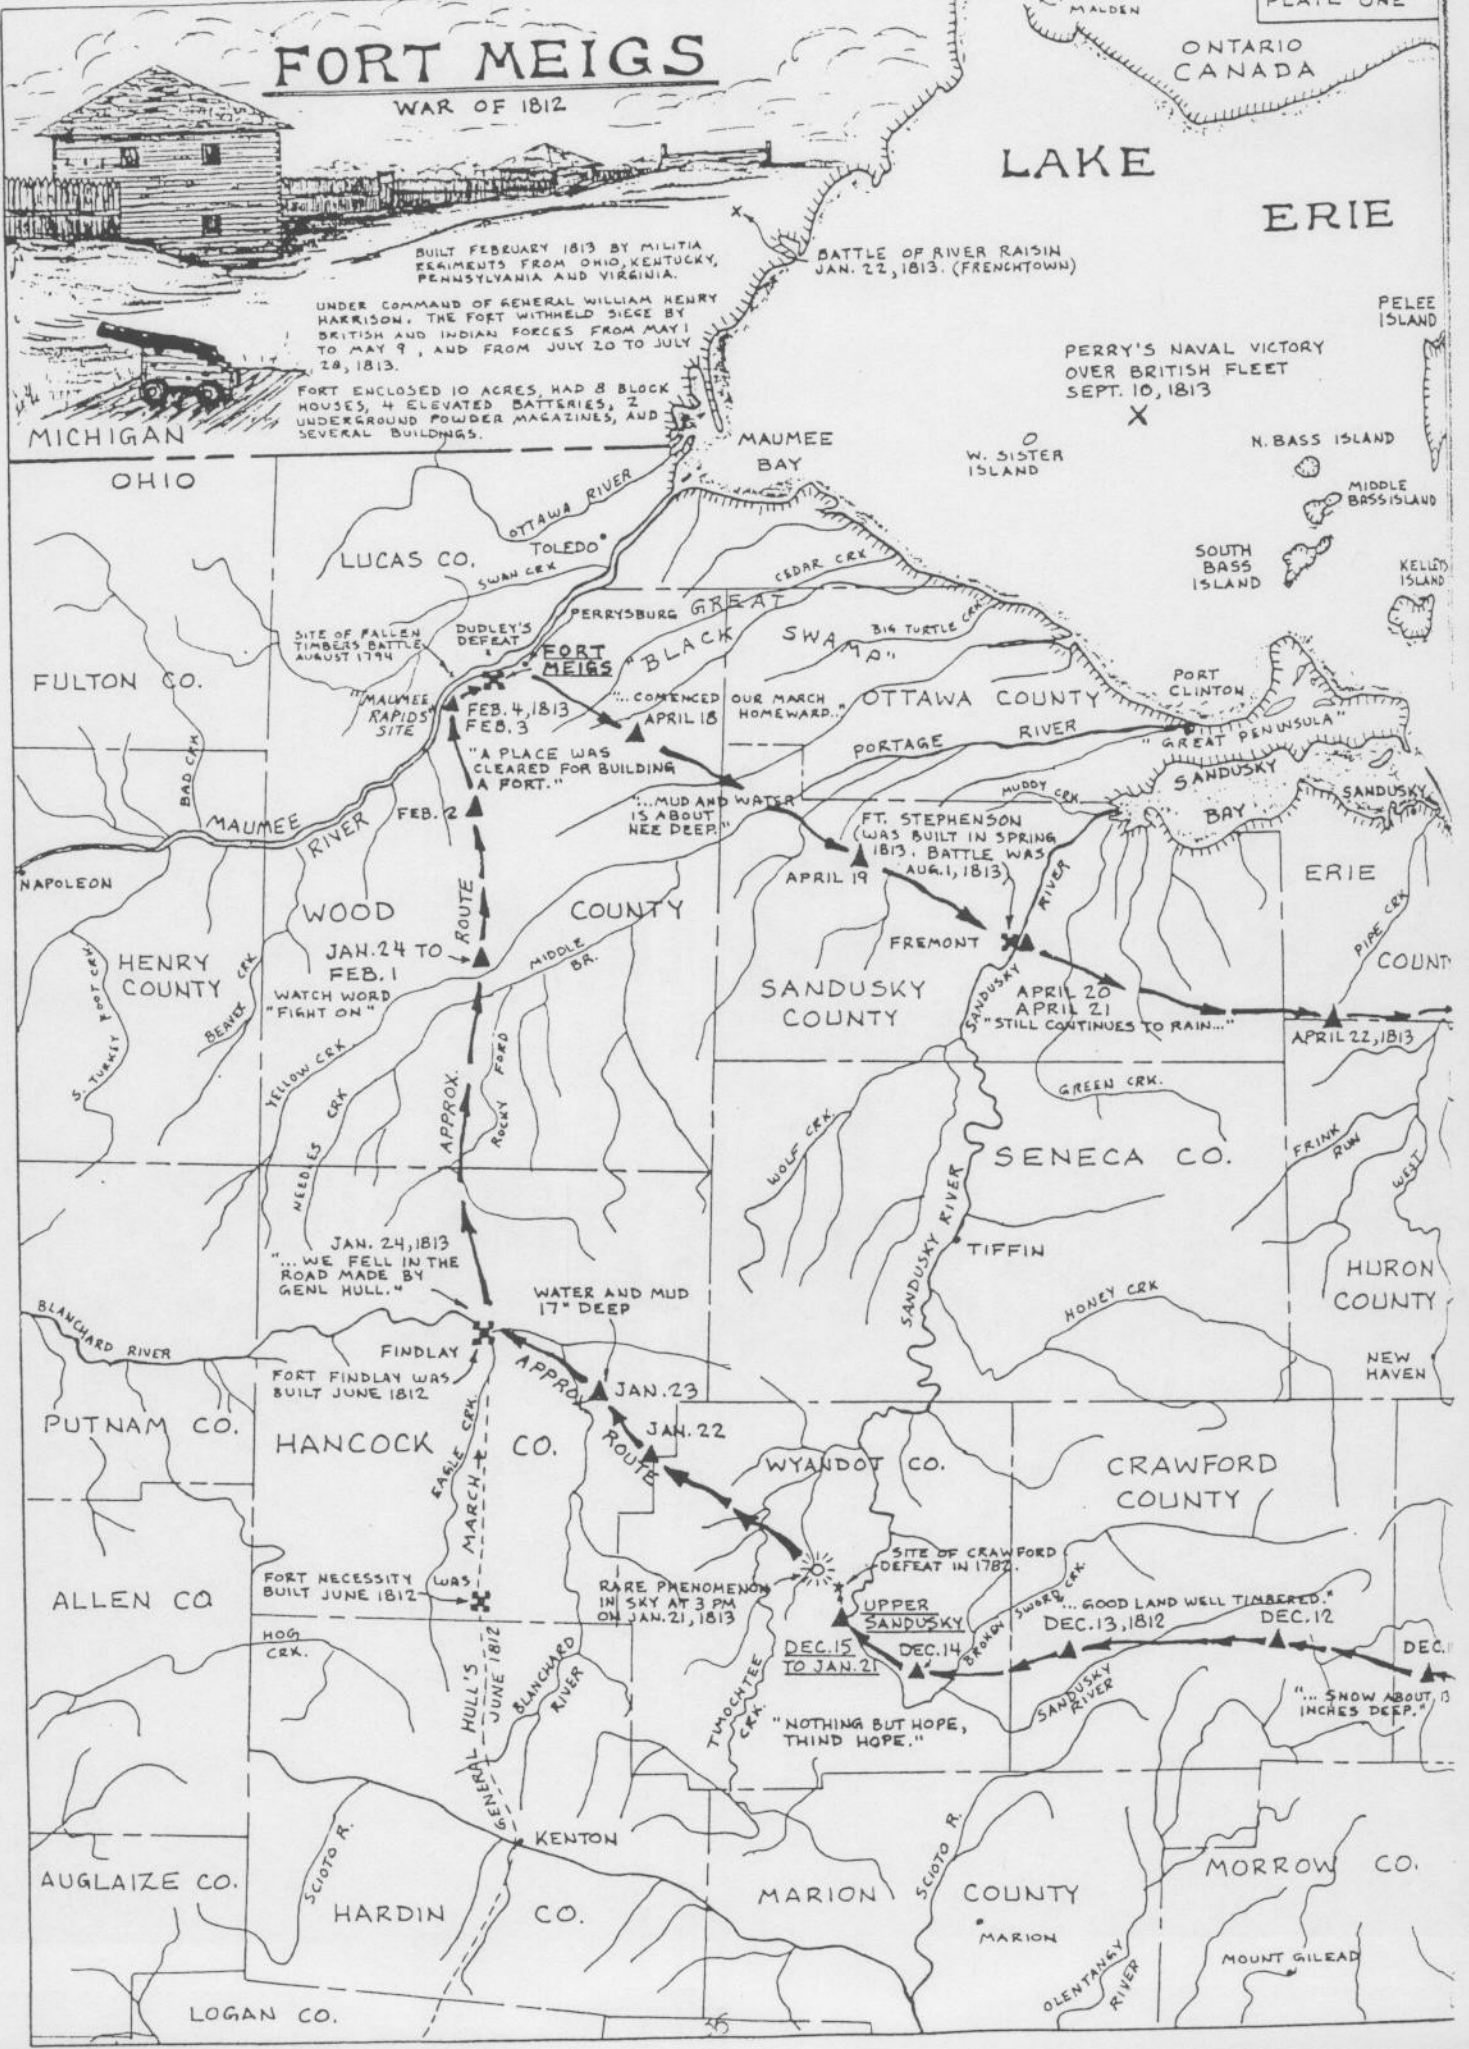 PLATE ONE
MALDEN
ONTARIO
CANADA
FORT MEIGS
WAR OF 1812
LAKE
ERIE
BUILT FEBRUARY 1813 BY MILITIA
REGIMENTS FROM OHIO, KENTUCKY,
PENNSYLVANIA AND VIRGINIA.
UNDER COMMAND OF GENERAL WILLIAM HENRY
HARRISON. THE FORT WITHHELD SIEGE BY
BRITISH AND INDIAN FORCES FROM MAY 1
TO MAY 9, AND FROM JULY 20 TO JULY
28, 1813.
FORT ENCLOSED 10 ACRES, HAD 8 BLOCK
HOUSES, 4 ELEVATED BATTERIES, 2
UNDERGROUND POWDER MAGAZINES, AND
SEVERAL BUILDINGS.
BATTLE OF RIVER RAISIN
JAN. 22, 1813. (FRENCHTOWN)
PELEE
ISLAND
PERRY'S NAVAL VICTORY
OVER BRITISH FLEET
SEPT. 10, 1813
MICHIGAN
OHIO
MAUMEE
BAY
W. SISTER
ISLAND
N. BASS ISLAND
MIDDLE
BASS ISLAND
SOUTH
BASS
ISLAND
KELLEYS
ISLAND
OTTAWA RIVER
LUCAS CO.
TOLEDO
SWAN CRK
CEDAR CRK
PERRYSBURG
"BLACK
GREAT
SWAMP"
BIG TURTLE CRK
SITE OF FALLEN
TIMBERS BATTLE
AUGUST 1794
DUDLEY'S
DEFEAT
FORT
MEIGS
FULTON CO.
"MAUMEE
RAPIDS"
SITE
FEB. 4, 1813
FEB. 3
"...COMENCED OUR MARCH
HOMEWARD..."
APRIL 18
OTTAWA COUNTY
PORT
CLINTON
PORTAGE RIVER
"GREAT PENINSULA"
SANDUSKY
BAY
SANDUSKY
"A PLACE WAS
CLEARED FOR BUILDING
A FORT."
BAD CRK
FEB. 2
MAUMEE
RIVER
"...MUD AND WATER
IS ABOUT
NEE DEEP."
MUDDY CRK
FT. STEPHENSON
(WAS BUILT IN SPRING
1813. BATTLE WAS
AUG. 1, 1813)
APRIL 19
RIVER
NAPOLEON
ERIE
COUNT
PIPE CRK
WOOD
COUNTY
ROUTE
HENRY
COUNTY
S. TURKEY FOOT CRK
BEAVER CRK
JAN. 24 TO
FEB. 1
WATCH WORD
"FIGHT ON"
MIDDLE
BR.
FREMONT
SANDUSKY
COUNTY
SANDUSKY
APRIL 20
APRIL 21
"STILL CONTINUES TO RAIN..."
APRIL 22, 1813
YELLOW CRK
NEEDLES CRK
APPROX.
ROCKY FORD
GREEN CRK.
WOLF CRK.
SENECA CO.
FRINK
RUN
WEST
SANDUSKY RIVER
TIFFIN
JAN. 24, 1813
"... WE FELL IN THE
ROAD MADE BY
GENL HULL."
WATER AND MUD
17" DEEP
HONEY CRK
HURON
COUNTY
NEW
HAVEN
BLANCHARD RIVER
FINDLAY
FORT FINDLAY WAS
BUILT JUNE 1812
APPROX
ROUTE
JAN. 23
JAN. 22
PUTNAM CO.
HANCOCK CO.
EAGLE CRK.
MARCH
WYANDOT CO.
CRAWFORD
COUNTY
ALLEN CO
FORT NECESSITY WAS
BUILT JUNE 1812
RARE PHENOMENON
IN SKY AT 3 PM
ON JAN. 21, 1813
SITE OF CRAWFORD
DEFEAT IN 1782.
UPPER
SANDUSKY
DEC. 15
TO JAN. 21
DEC. 14
BROKEN SWORD CRK.
"...GOOD LAND WELL TIMBERED."
DEC. 13, 1812
DEC. 12
DEC. 1
HOG
CRK.
GENERAL HULL'S
JUNE 1812
BLANCHARD
RIVER
TIMOCHTEE
CRK.
SANDUSKY
RIVER
"... SNOW ABOUT 13
INCHES DEEP."
"NOTHING BUT HOPE,
THIND HOPE."
KENTON
SCIOTO R.
AUGLAIZE CO.
HARDIN CO.
MARION COUNTY
SCIOTO R.
MARION
MORROW CO.
OLENTANGY
RIVER
MOUNT GILEAD
LOGAN CO.